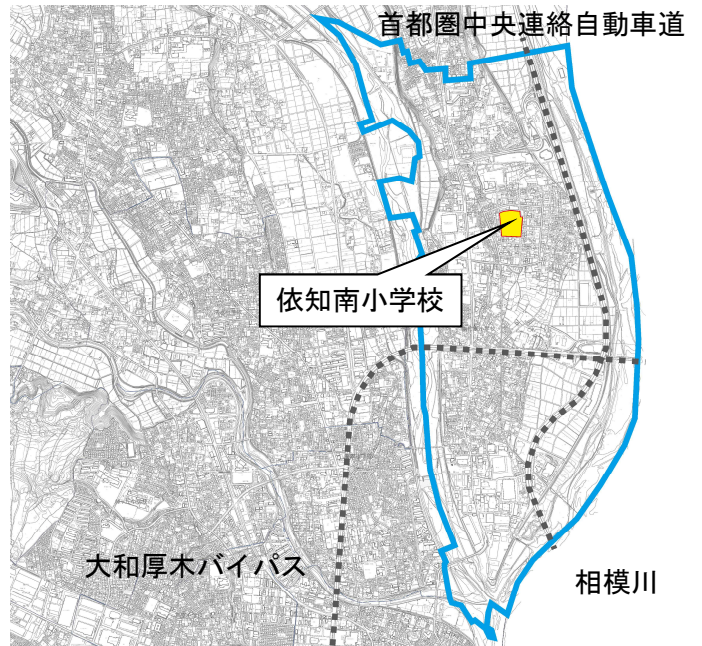 首都圏中央連絡自動車道
依知南小学校
大和厚木バイパス
相模川